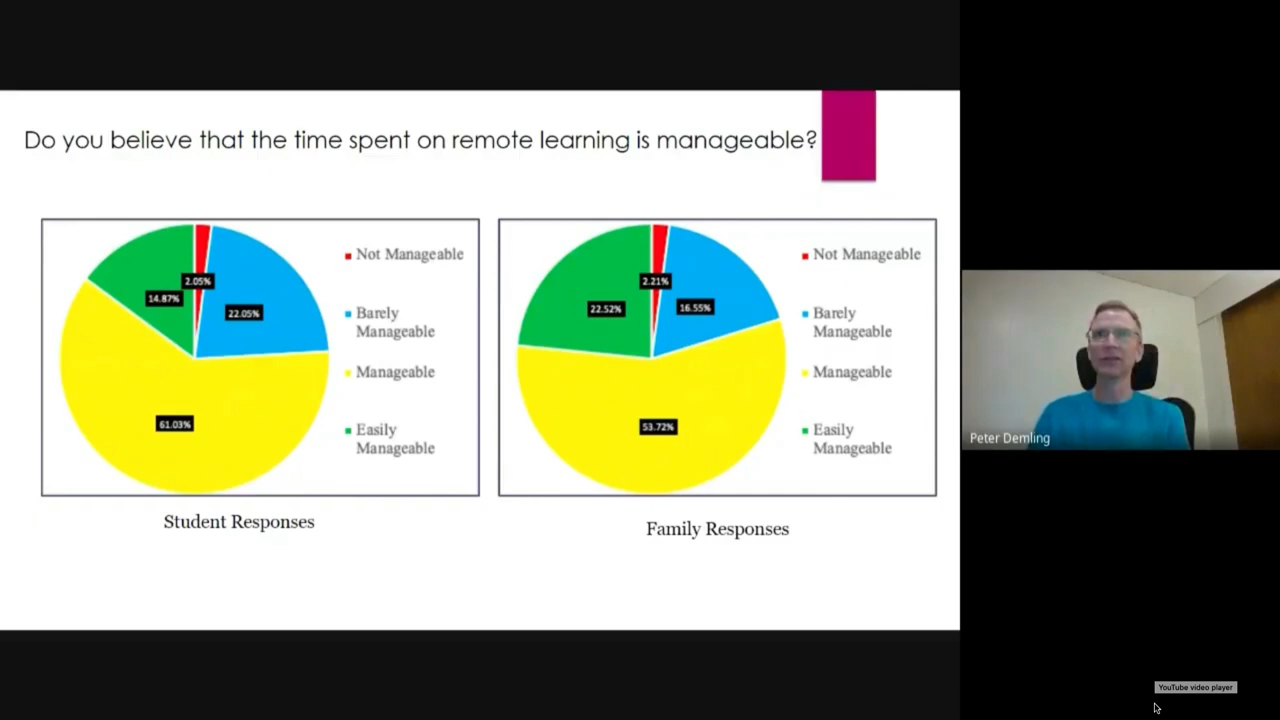 Do you believe that the time spent on remote learning is manageable?
2.05%
14.87%
22.05%
61.03%
Not Manageable
Barely
Manageable
Manageable
Easily
Manageable
Student Responses
2.21%
22.52%
16.55%
53.72%
Not Manageable
Barely
Manageable
Manageable
Easily
Manageable
Family Responses
Peter Demling
YouTube video player